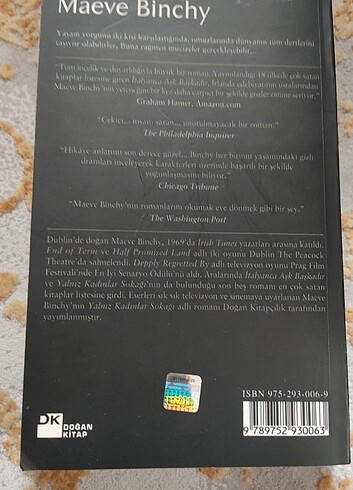 Maeve Binchy
Yaşam yorgunu iki kişi karşılaştığında, omuzlarında dünyanın tüm dertlerini
taşıyor olabilirler. Buna rağmen mucizeler gerçekleşebilir...
"Tüm incelik ve duyarlılığıyla büyük bir roman. Yayımlandığı 18 ülkede çok satan
kitaplar listesine giren İtalyanca Aşk Başkadır, İrlanda edebiyatının ustalarından
Maeve Binchy'nin yeteneğini bir kez daha çarpıcı bir şekilde gözler önüne seriyor."
Graham Hamer, Amazon.com
"Çekici... insanı saran... unutulmayacak bir roman."
The Philadelphia Inquirer
"Hikâye anlatımı son derece güzel... Binchy her birinin yaşamındaki gizli
dramları inceleyerek karakterleri üzerinde başarılı bir şekilde
yoğunlaşmasını biliyor."
Chicago Tribune
"Maeve Binchy'nin romanlarını okumak eve dönmek gibi bir şey."
The Washington Post
Dublin'de doğan Maeve Binchy, 1969'da Irish Times yazarları arasına katıldı.
End of Term ve Half Promised Land adlı iki oyunu Dublin The Peacock
Theatre'da sahnelendi. Depply Regretted By adlı televizyon oyunu Prag Film
Festivali'nde En İyi Senaryo Ödülü'nü aldı. Aralarında İtalyanca Aşk Başkadır
ve Yalnız Kadınlar Sokağı'nın da bulunduğu son beş romanı en çok satan
kitaplar listesine girdi. Eserleri sık sık televizyon ve sinemaya uyarlanan Maeve
Binchy'nin Yalnız Kadınlar Sokağı adlı romanı Doğan Kitapçılık tarafından
yayımlanmıştır.
ISBN 975-293-006-9
9 789752 930063
DK
DOĞAN
KİTAP